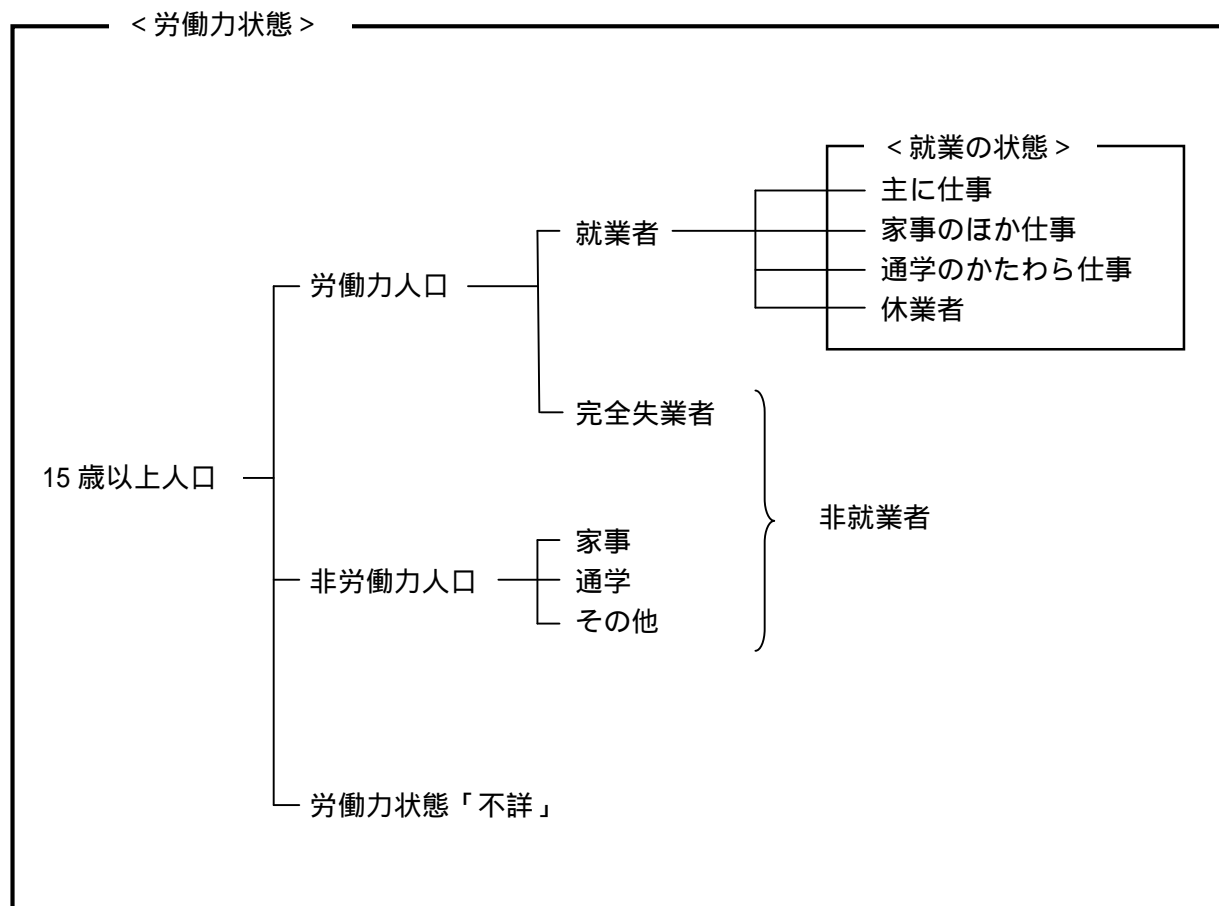 <労働力状態>
<就業の状態>
主に仕事
就業者
家事のほか仕事
通学のかたわら仕事
労働力人口
休業者
完全失業者
15歳以上人口
非就業者
家事
非労働力人口
通学
その他
労働力状態「不詳」